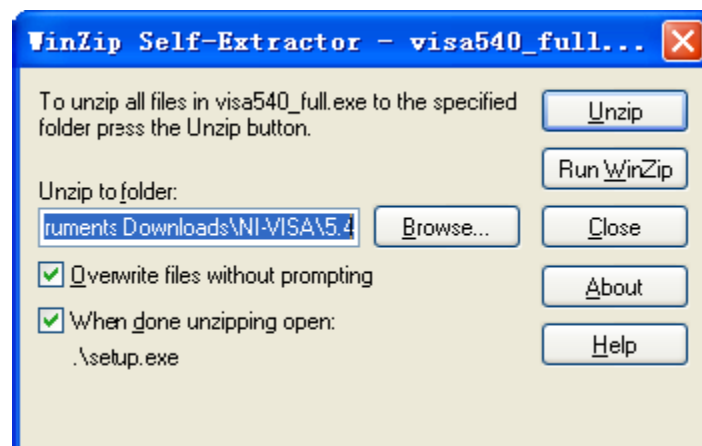 WinZip Self-Extractor - visa540_full...
To unzip all files in visa540_full.exe to the specified
folder press the Unzip button.
Unzip
Run WinZip
Unzip to folder:
ruments Downloads\NI-VISA\5.4
Browse...
Close
Overwrite files without prompting
About
When done unzipping open:
.\setup.exe
Help